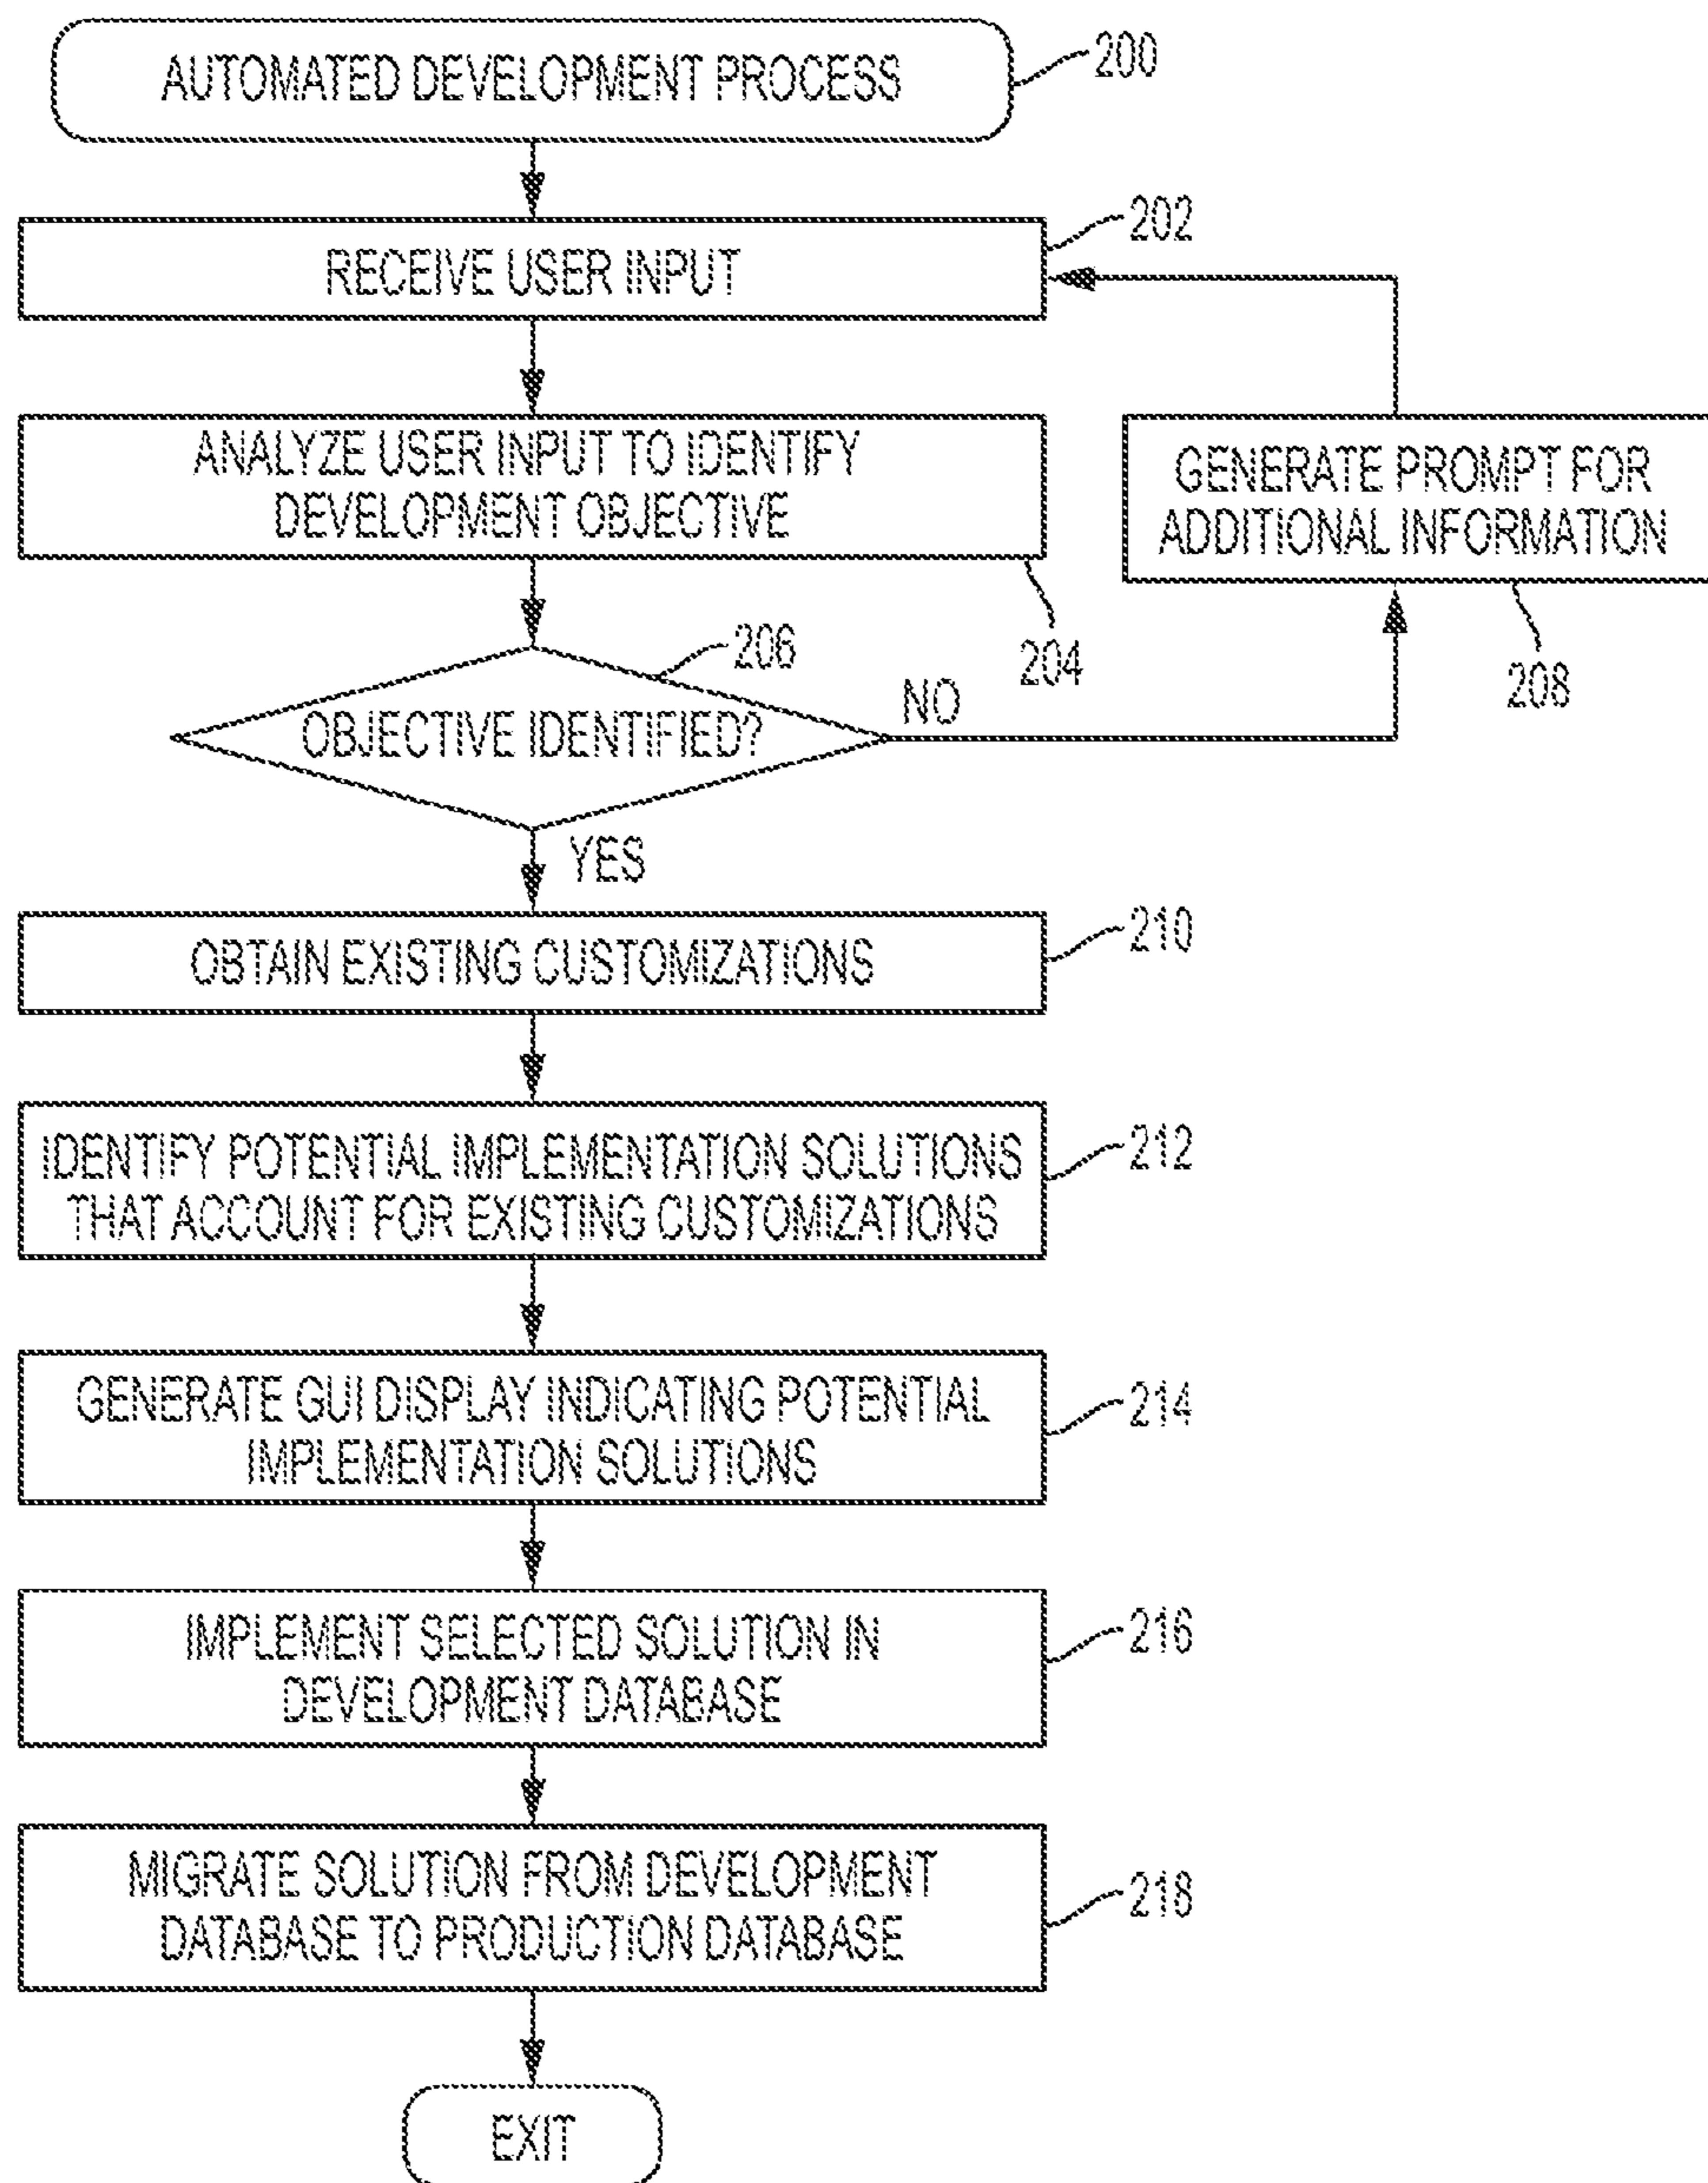 AUTOMATED DEVELOPMENT PROCESS
200
RECEIVE USER INPUT
202
ANALYZE USER INPUT TO IDENTIFY
DEVELOPMENT OBJECTIVE
204
GENERATE PROMPT FOR
ADDITIONAL INFORMATION
208
OBJECTIVE IDENTIFIED?
206
NO
YES
OBTAIN EXISTING CUSTOMIZATIONS
210
IDENTIFY POTENTIAL IMPLEMENTATION SOLUTIONS
THAT ACCOUNT FOR EXISTING CUSTOMIZATIONS
212
GENERATE GUI DISPLAY INDICATING POTENTIAL
IMPLEMENTATION SOLUTIONS
214
IMPLEMENT SELECTED SOLUTION IN
DEVELOPMENT DATABASE
216
MIGRATE SOLUTION FROM DEVELOPMENT
DATABASE TO PRODUCTION DATABASE
218
EXIT